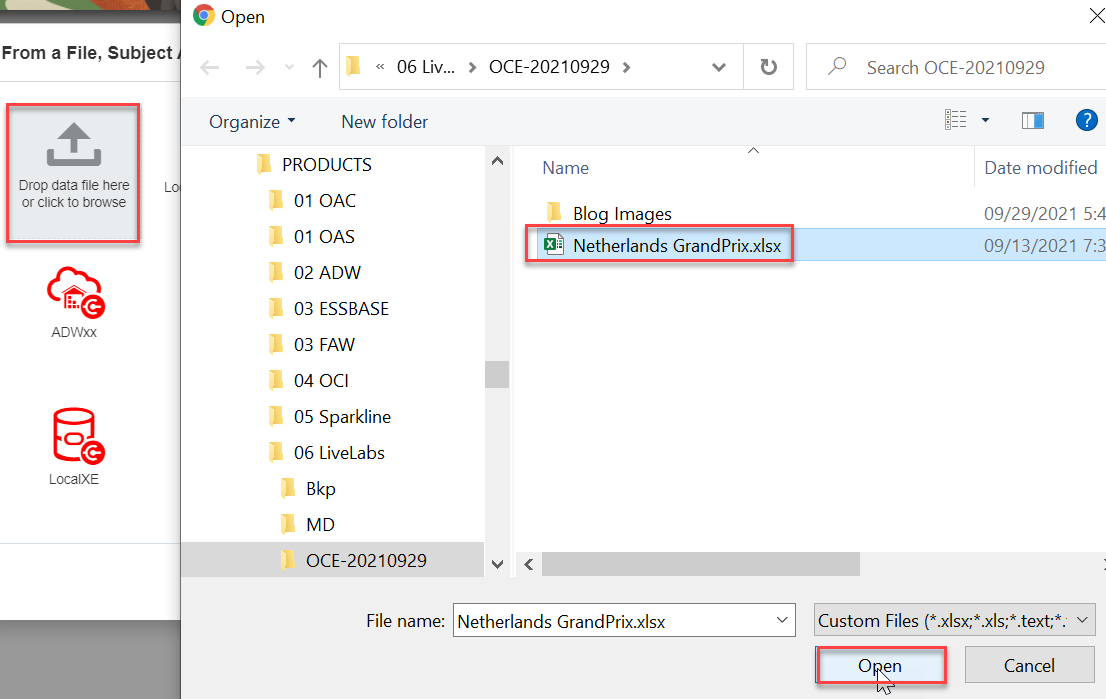 Open
From a File, Subject
« 06 Liv... > OCE-20210929 >
Search OCE-20210929
Organize
New folder
?
Drop data file here
or click to browse
Lo
ADWxx
LocalXE
PRODUCTS
01 OAC
01 OAS
02 ADW
03 ESSBASE
03 FAW
04 OCI
05 Sparkline
06 LiveLabs
Bkp
MD
OCE-20210929
Name
Date modified
Blog Images
09/29/2021 5:4
Netherlands GrandPrix.xlsx
09/13/2021 7:3
File name:
Netherlands GrandPrix.xlsx
Custom Files (*.xlsx;*.xls;*.text;*.
Open
Cancel